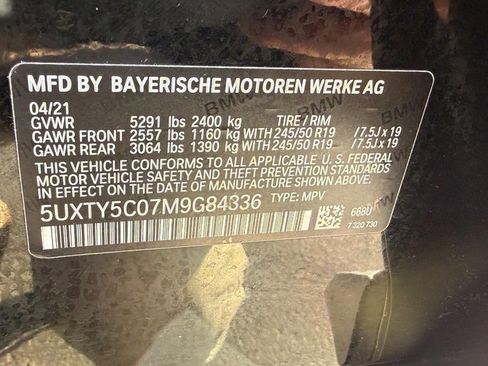 MFD BY BAYERISCHE MOTOREN WERKE AG
04/21
GVWR 5291 lbs 2400 kg TIRE / RIM
GAWR FRONT 2557 lbs 1160 kg WITH 245/50 R19 /7.5J x 19
GAWR REAR 3064 lbs 1390 kg WITH 245/50 R19 /7.5J x 19
THIS VEHICLE CONFORMS TO ALL APPLICABLE U. S. FEDERAL
MOTOR VEHICLE SAFETY AND THEFT PREVENTION STANDARDS
IN EFFECT ON THE DATE OF MANUFACTURE SHOWN ABOVE.
5UXTY5C07M9G84336 TYPE: MPV
668U
7 320 730